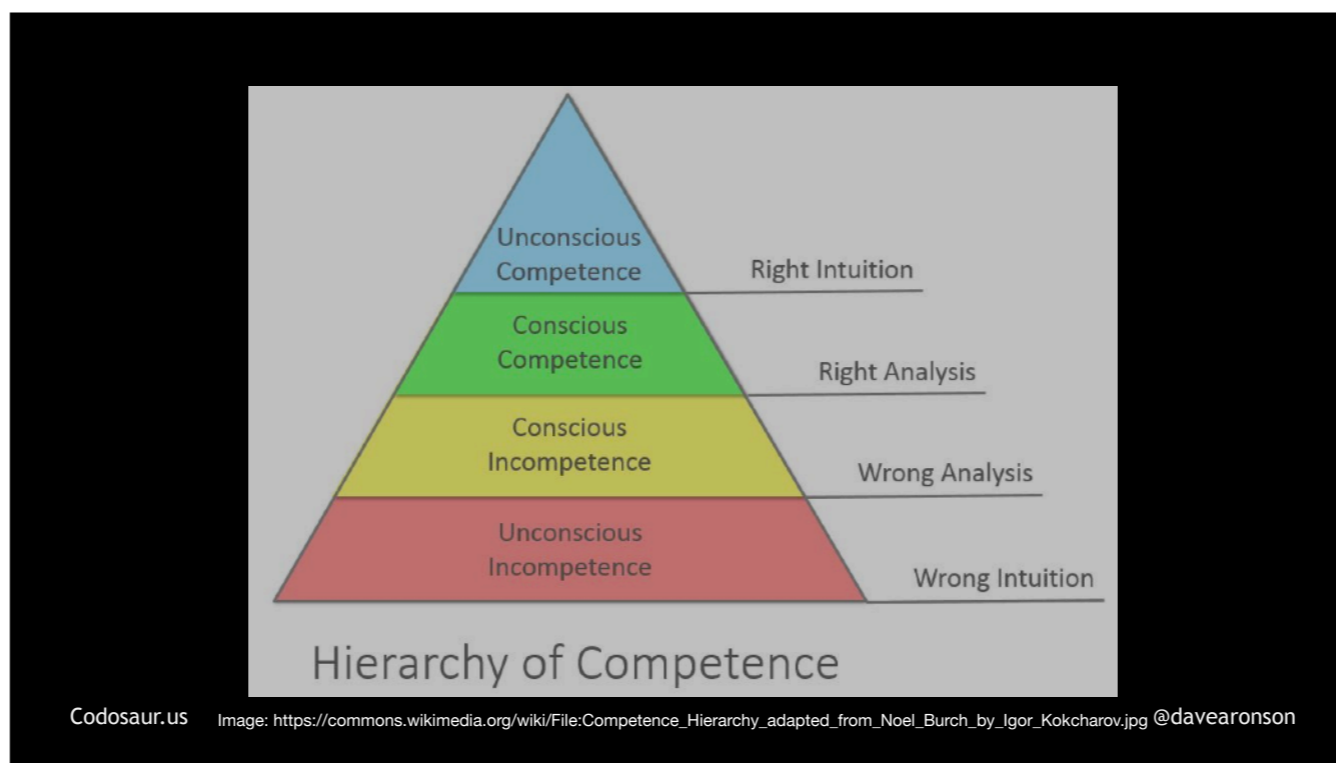 Unconscious
Competence
Right Intuition
Conscious
Competence
Right Analysis
Conscious
Incompetence
Wrong Analysis
Unconscious
Incompetence
Wrong Intuition
Hierarchy of Competence
Codosaur.us
Image: https://commons.wikimedia.org/wiki/File:Competence_Hierarchy_adapted_from_Noel_Burch_by_Igor_Kokcharov.jpg
@davearonson